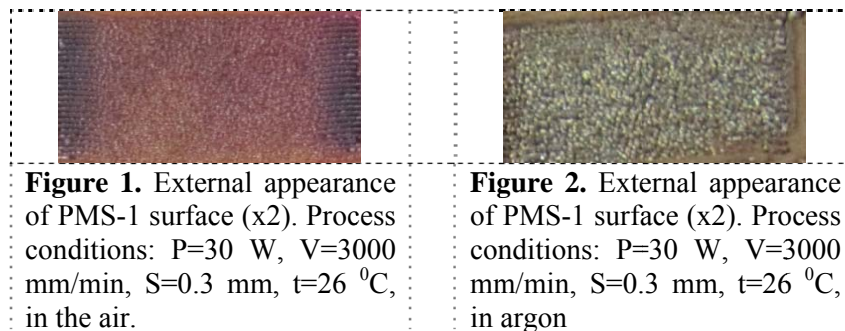 Figure 1. External appearance
of PMS-1 surface (x2). Process
conditions: P=30 W, V=3000
mm/min, S=0.3 mm, t=26 ⁰C,
in the air.
Figure 2. External appearance
of PMS-1 surface (x2). Process
conditions: P=30 W, V=3000
mm/min, S=0.3 mm, t=26 ⁰C,
in argon